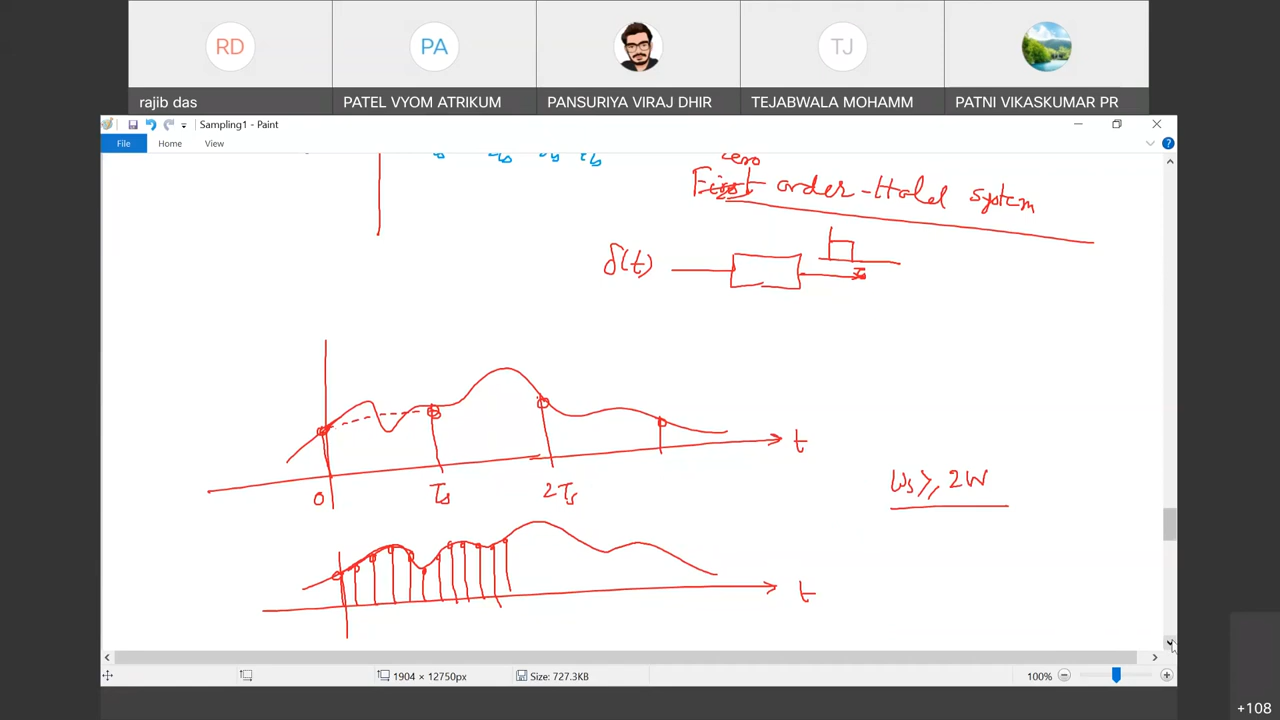 RD
PA
TJ
rajib das
PATEL VYOM ATRIKUM
PANSURIYA VIRAJ DHIR
TEJABWALA MOHAMM
PATNI VIKASKUMAR PR
Sampling1 - Paint
File
Home
View
zero
First order-Hold system
δ(t)
Ts
t
0
Ts
2Ts
ωs ≥ 2W
t
1904 × 12750px
Size: 727.3KB
100%
+108